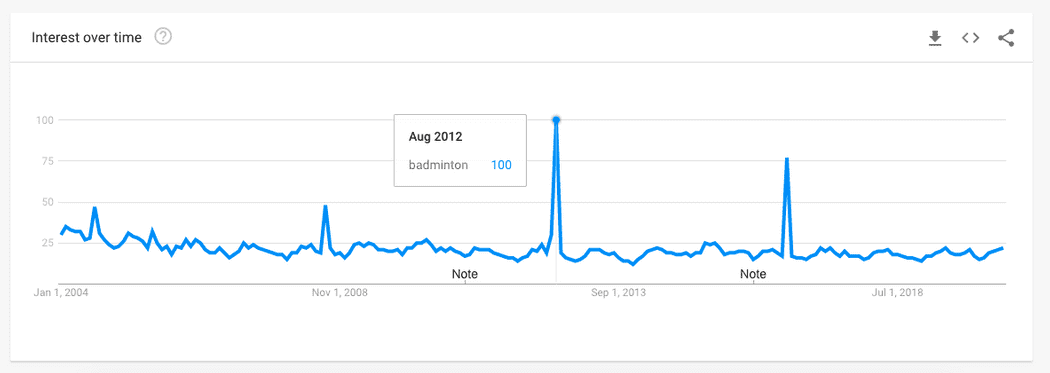 Interest over time
100
75
50
25
Aug 2012
badminton 100
Note
Note
Jan 1, 2004
Nov 1, 2008
Sep 1, 2013
Jul 1, 2018